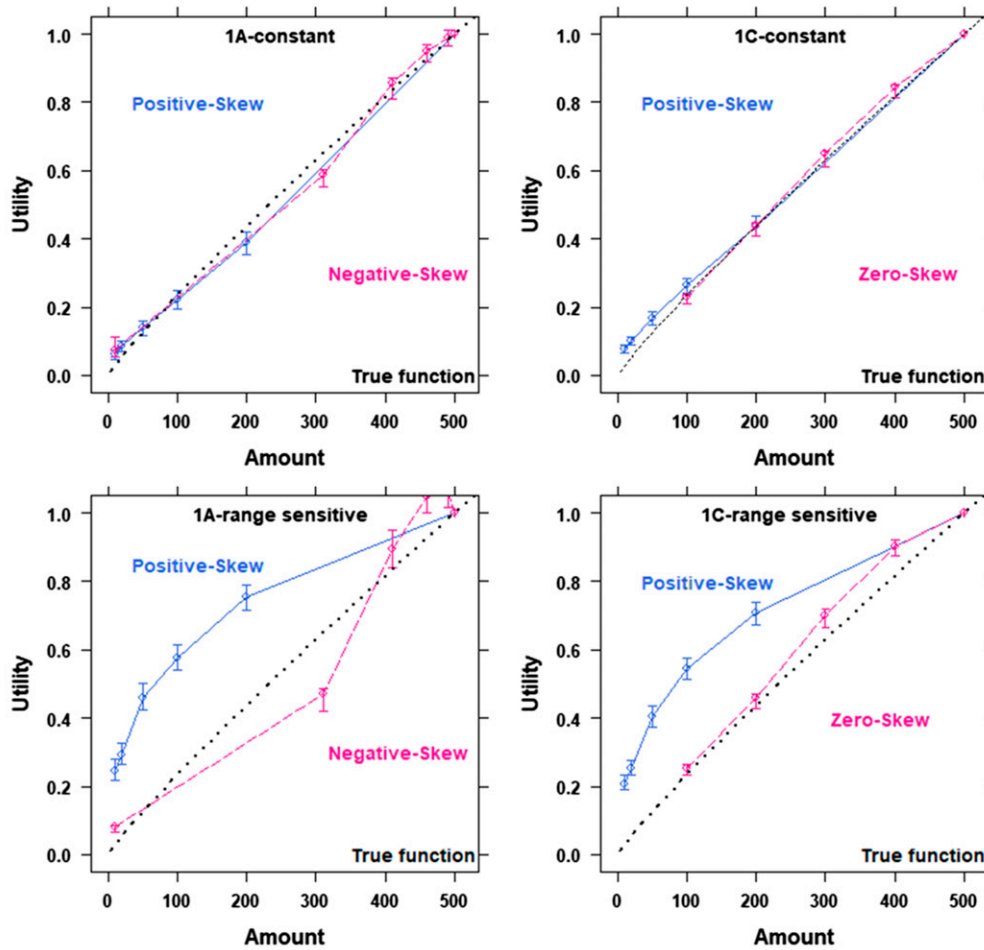 1A-constant
1.0
Positive-Skew
0.8
0.6
Utility
0.4
Negative-Skew
0.2
0.0
True function
0 100 200 300 400 500
Amount
1C-constant
1.0
Positive-Skew
0.8
0.6
Utility
0.4
Zero-Skew
0.2
0.0
True function
0 100 200 300 400 500
Amount
1A-range sensitive
1.0
Positive-Skew
0.8
0.6
Utility
0.4
Negative-Skew
0.2
0.0
True function
0 100 200 300 400 500
Amount
1C-range sensitive
1.0
Positive-Skew
0.8
0.6
Utility
0.4
Zero-Skew
0.2
0.0
True function
0 100 200 300 400 500
Amount